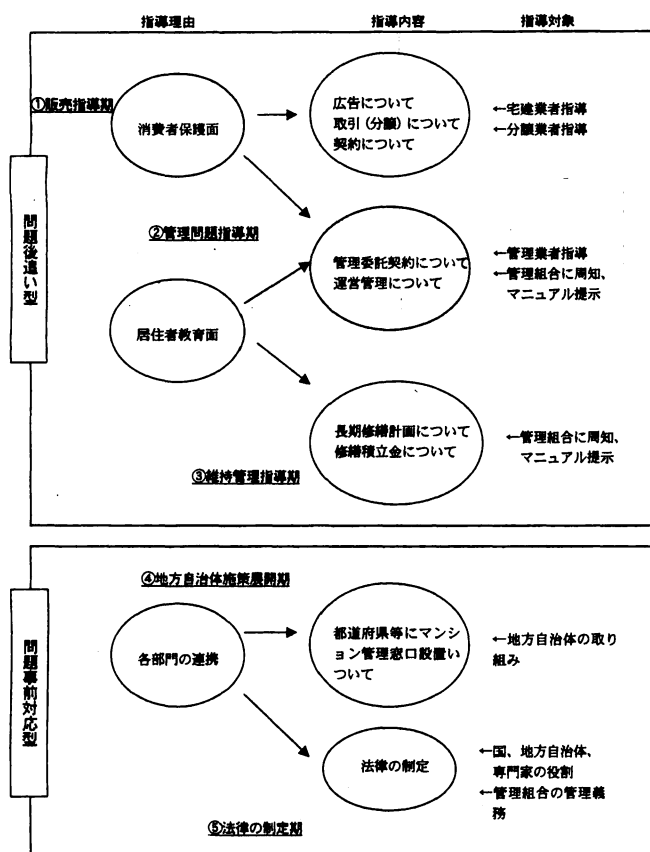 指導理由
指導内容
指導対象
①販売指導期
消費者保護面
広告について
取引(分譲)について
契約について
←宅建業者指導
←分譲業者指導
問題後追い型
②管理問題指導期
管理委託契約について
運営管理について
←管理業者指導
←管理組合に周知、
マニュアル提示
居住者教育面
長期修繕計画について
修繕積立金について
←管理組合に周知、
マニュアル提示
③維持管理指導期
④地方自治体施策展開期
問題事前対応型
各部門の連携
都道府県等にマンシ
ョン管理窓口設置い
ついて
←地方自治体の取り
組み
法律の制定
←国、地方自治体、
専門家の役割
←管理組合の管理義
務
⑤法律の制定期